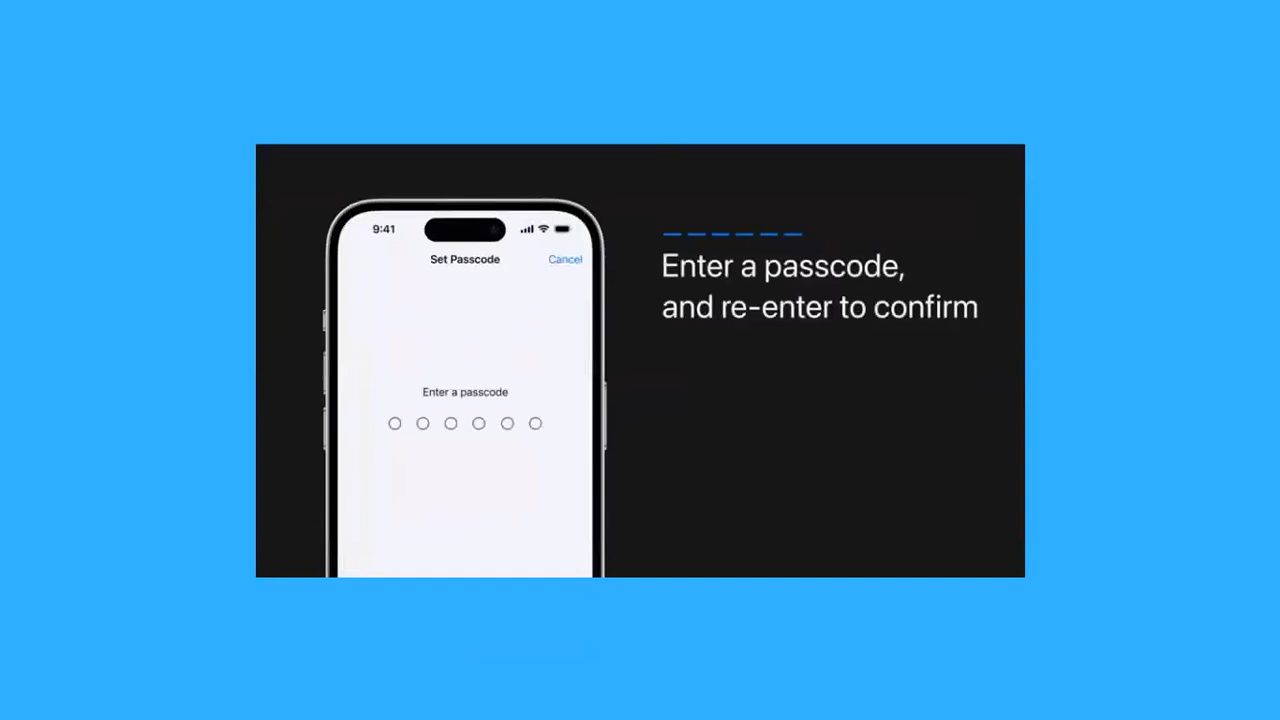 9:41
Set Passcode Cancel
Enter a passcode
Enter a passcode,
and re-enter to confirm